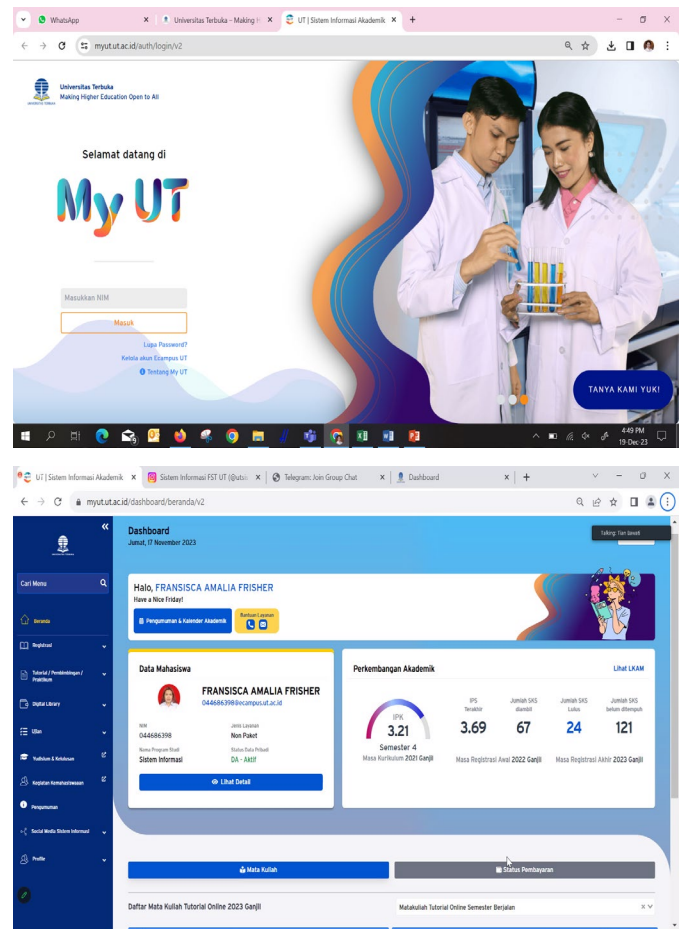 WhatsApp
Universitas Terbuka – Making H
UT | Sistem Informasi Akademik
myut.ut.ac.id/auth/login/v2
Universitas Terbuka
Making Higher Education Open to All
Selamat datang di
My UT
Masukkan NIM
Masuk
Lupa Password?
Kelola akun Ecampus UT
Tentang My UT
TANYA KAMI YUK!
4:49 PM
19-Dec-23
UT | Sistem Informasi Akademik
Sistem Informasi FST UT (@utsi
Telegram: Join Group Chat
Dashboard
myut.ut.ac.id/dashboard/beranda/v2
Dashboard
Jumat, 17 November 2023
Cari Menu
Beranda
Registrasi
Tutorial / Pembimbingan /
Praktikum
Digital Library
Ujian
Yudisium & Kelulusan
Kegiatan Kemahasiswaan
Pengumuman
Social Media Sistem Informasi
Profile
Halo, FRANSISCA AMALIA FRISHER
Have a Nice Friday!
Pengumuman & Kalender Akademik
Bantuan Layanan
Data Mahasiswa
FRANSISCA AMALIA FRISHER
044686398@ecampus.ut.ac.id
NIM
044686398
Jenis Layanan
Non Paket
Nama Program Studi
Sistem Informasi
Status Data Pribadi
DA - Aktif
Lihat Detail
Perkembangan Akademik
Lihat LKAM
IPK
3.21
Semester 4
Masa Kurikulum 2021 Ganjil
IPS
Terakhir
3.69
Jumlah SKS
diambil
67
Jumlah SKS
Lulus
24
Jumlah SKS
belum ditempuh
121
Masa Registrasi Awal 2022 Ganjil
Masa Registrasi Akhir 2023 Ganjil
Mata Kuliah
Status Pembayaran
Daftar Mata Kuliah Tutorial Online 2023 Ganjil
Matakuliah Tutorial Online Semester Berjalan